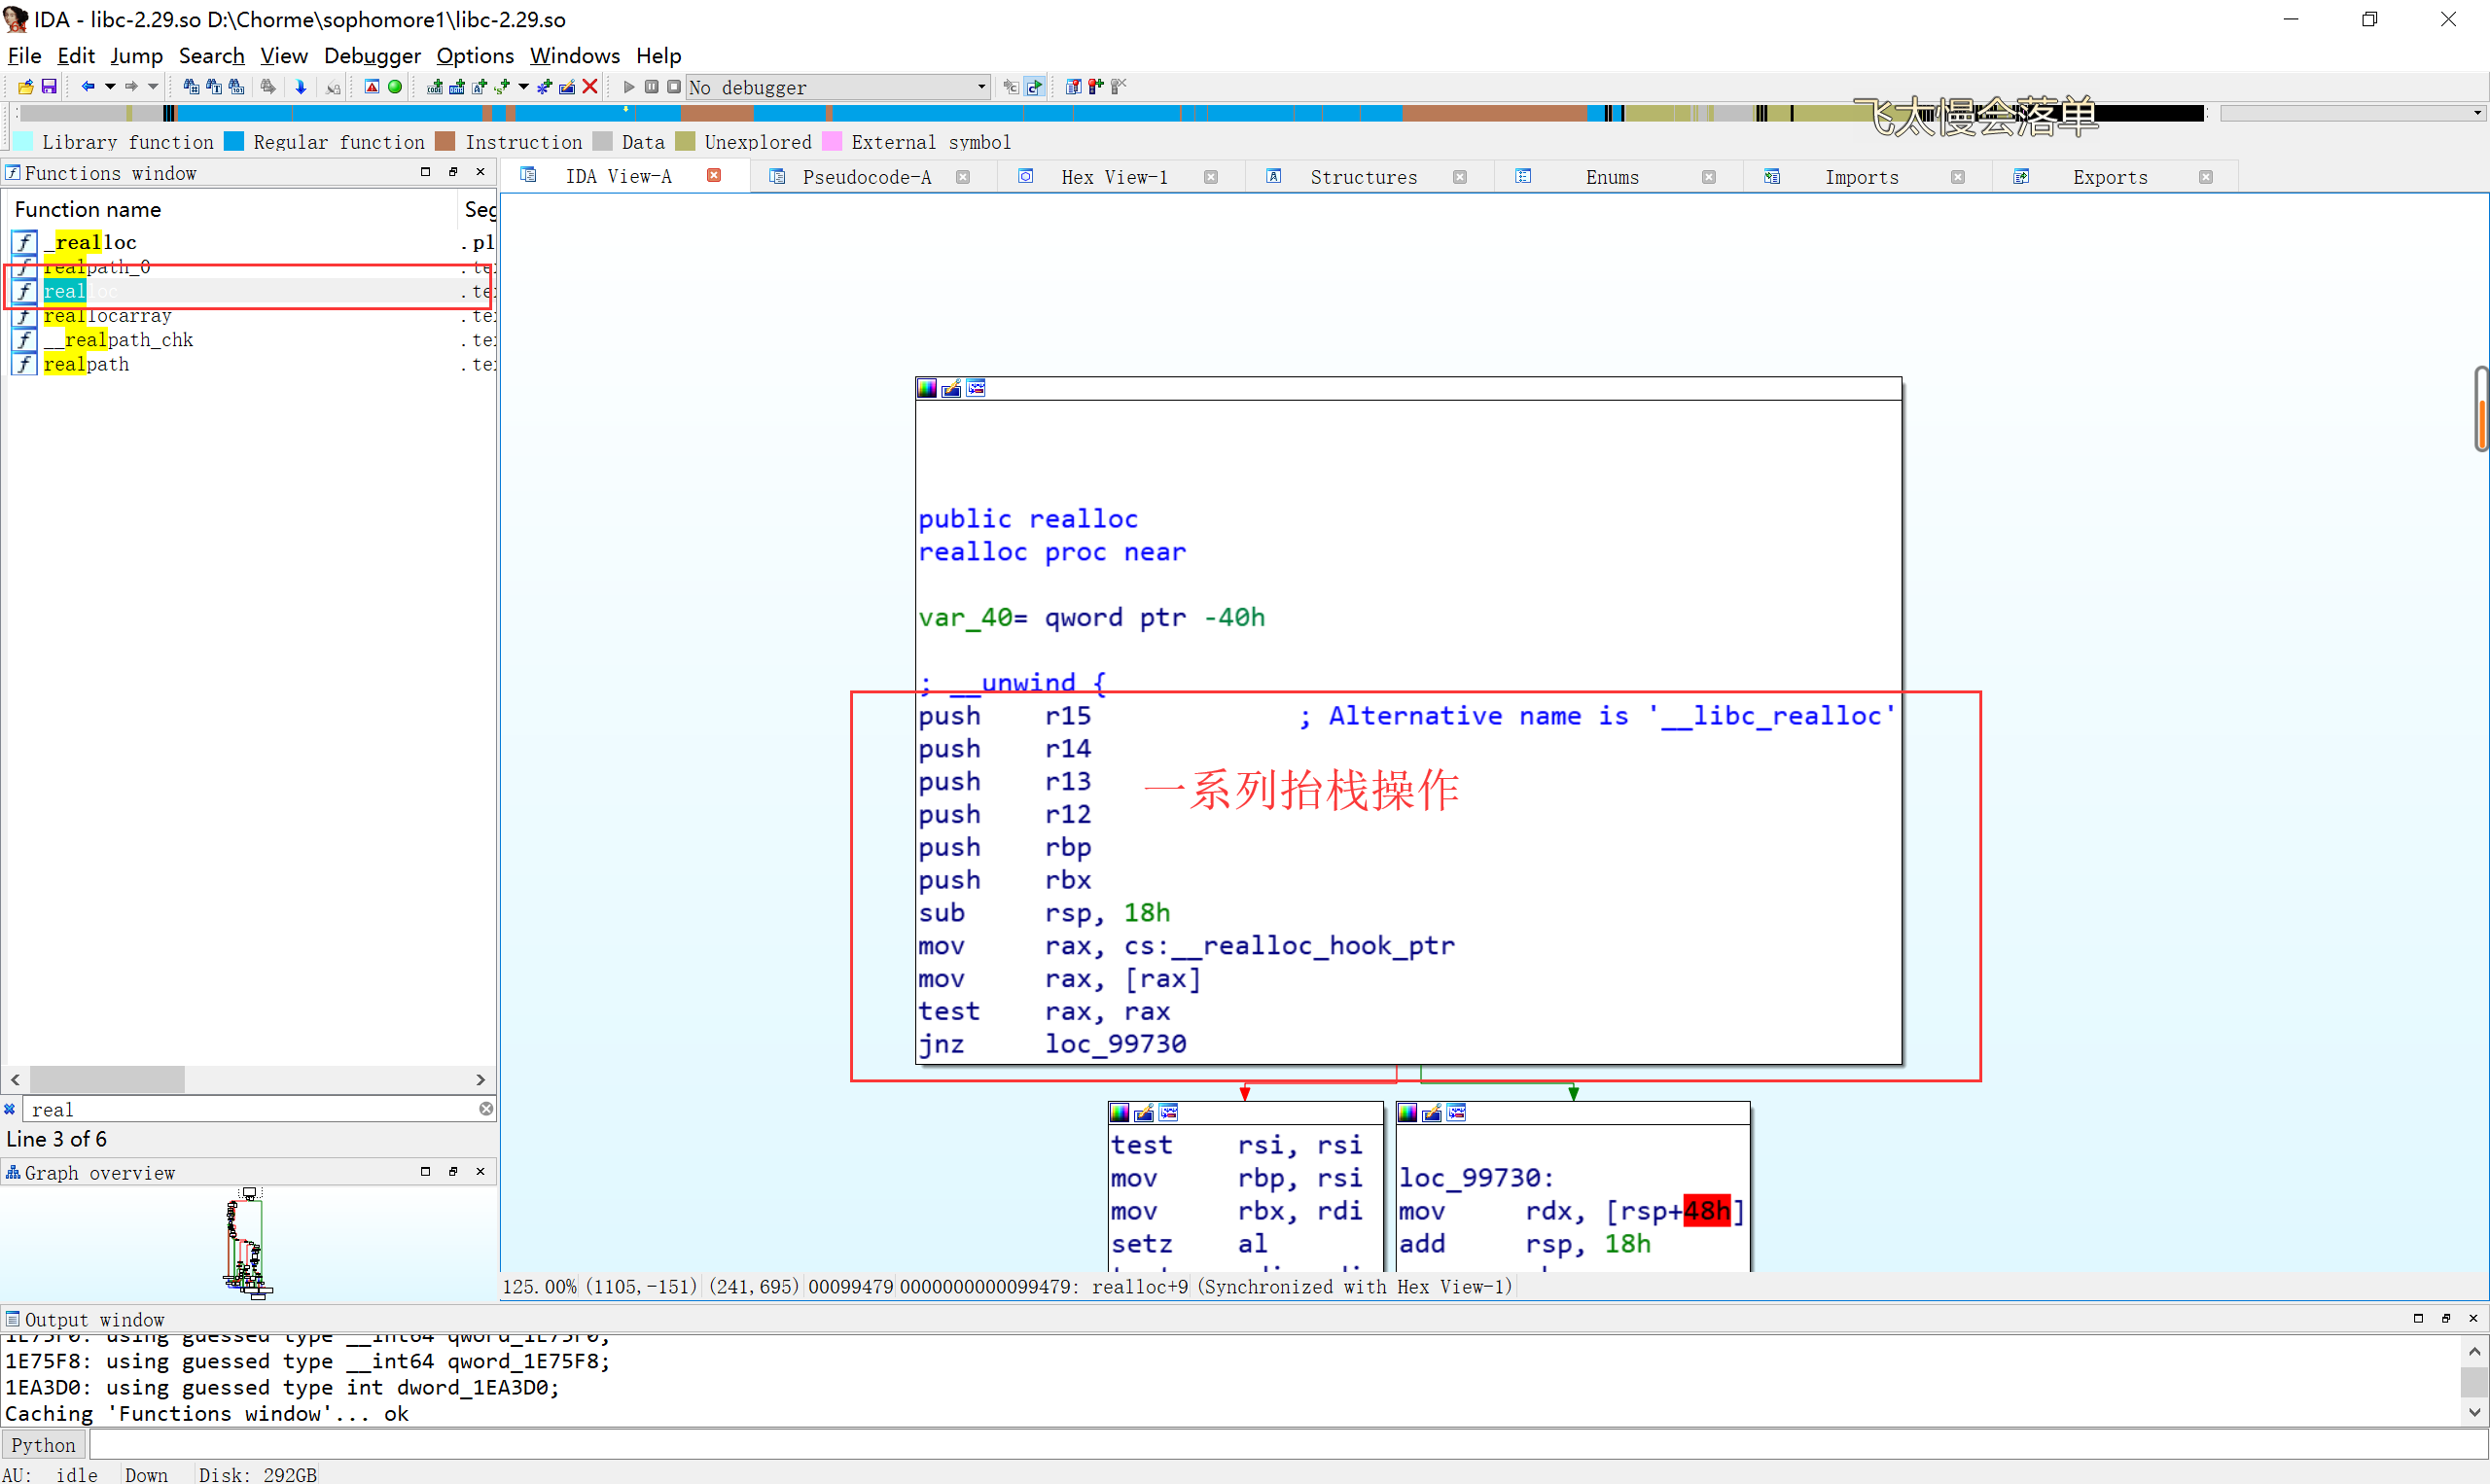 IDA - libc-2.29.so D:\Chorme\sophomore1\libc-2.29.so
File Edit Jump Search View Debugger Options Windows Help
No debugger
飞太慢会落单
Library function Regular function Instruction Data Unexplored External symbol
Functions window
IDA View-A Pseudocode-A Hex View-1 Structures Enums Imports Exports
Function name Seg
_realloc .pl
realpath_0 .te
realloc .te
reallocarray .te
__realpath_chk .te
realpath .te
real
Line 3 of 6
Graph overview
public realloc
realloc proc near
var_40= qword ptr -40h
; __unwind {
push r15 ; Alternative name is '__libc_realloc'
push r14
push r13
一系列抬栈操作
push r12
push rbp
push rbx
sub rsp, 18h
mov rax, cs:__realloc_hook_ptr
mov rax, [rax]
test rax, rax
jnz loc_99730
test rsi, rsi
mov rbp, rsi
mov rbx, rdi
setz al
loc_99730:
mov rdx, [rsp+48h]
add rsp, 18h
125.00% (1105,-151) (241,695) 00099479 0000000000099479: realloc+9 (Synchronized with Hex View-1)
Output window
1E75F0: using guessed type __int64 qword_1E75F0;
1E75F8: using guessed type __int64 qword_1E75F8;
1EA3D0: using guessed type int dword_1EA3D0;
Caching 'Functions window'... ok
Python
AU: idle Down Disk: 292GB